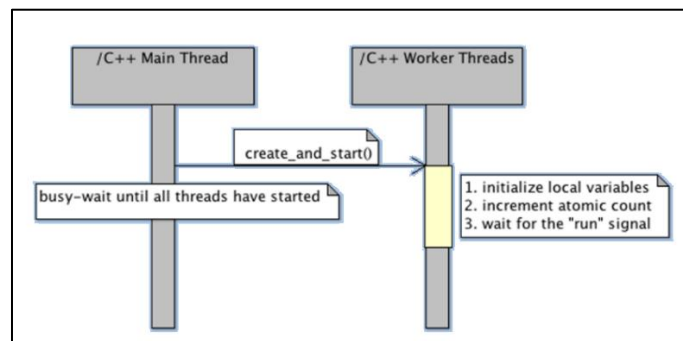 /C++ Main Thread
/C++ Worker Threads
create_and_start()
busy-wait until all threads have started
1. initialize local variables
2. increment atomic count
3. wait for the "run" signal